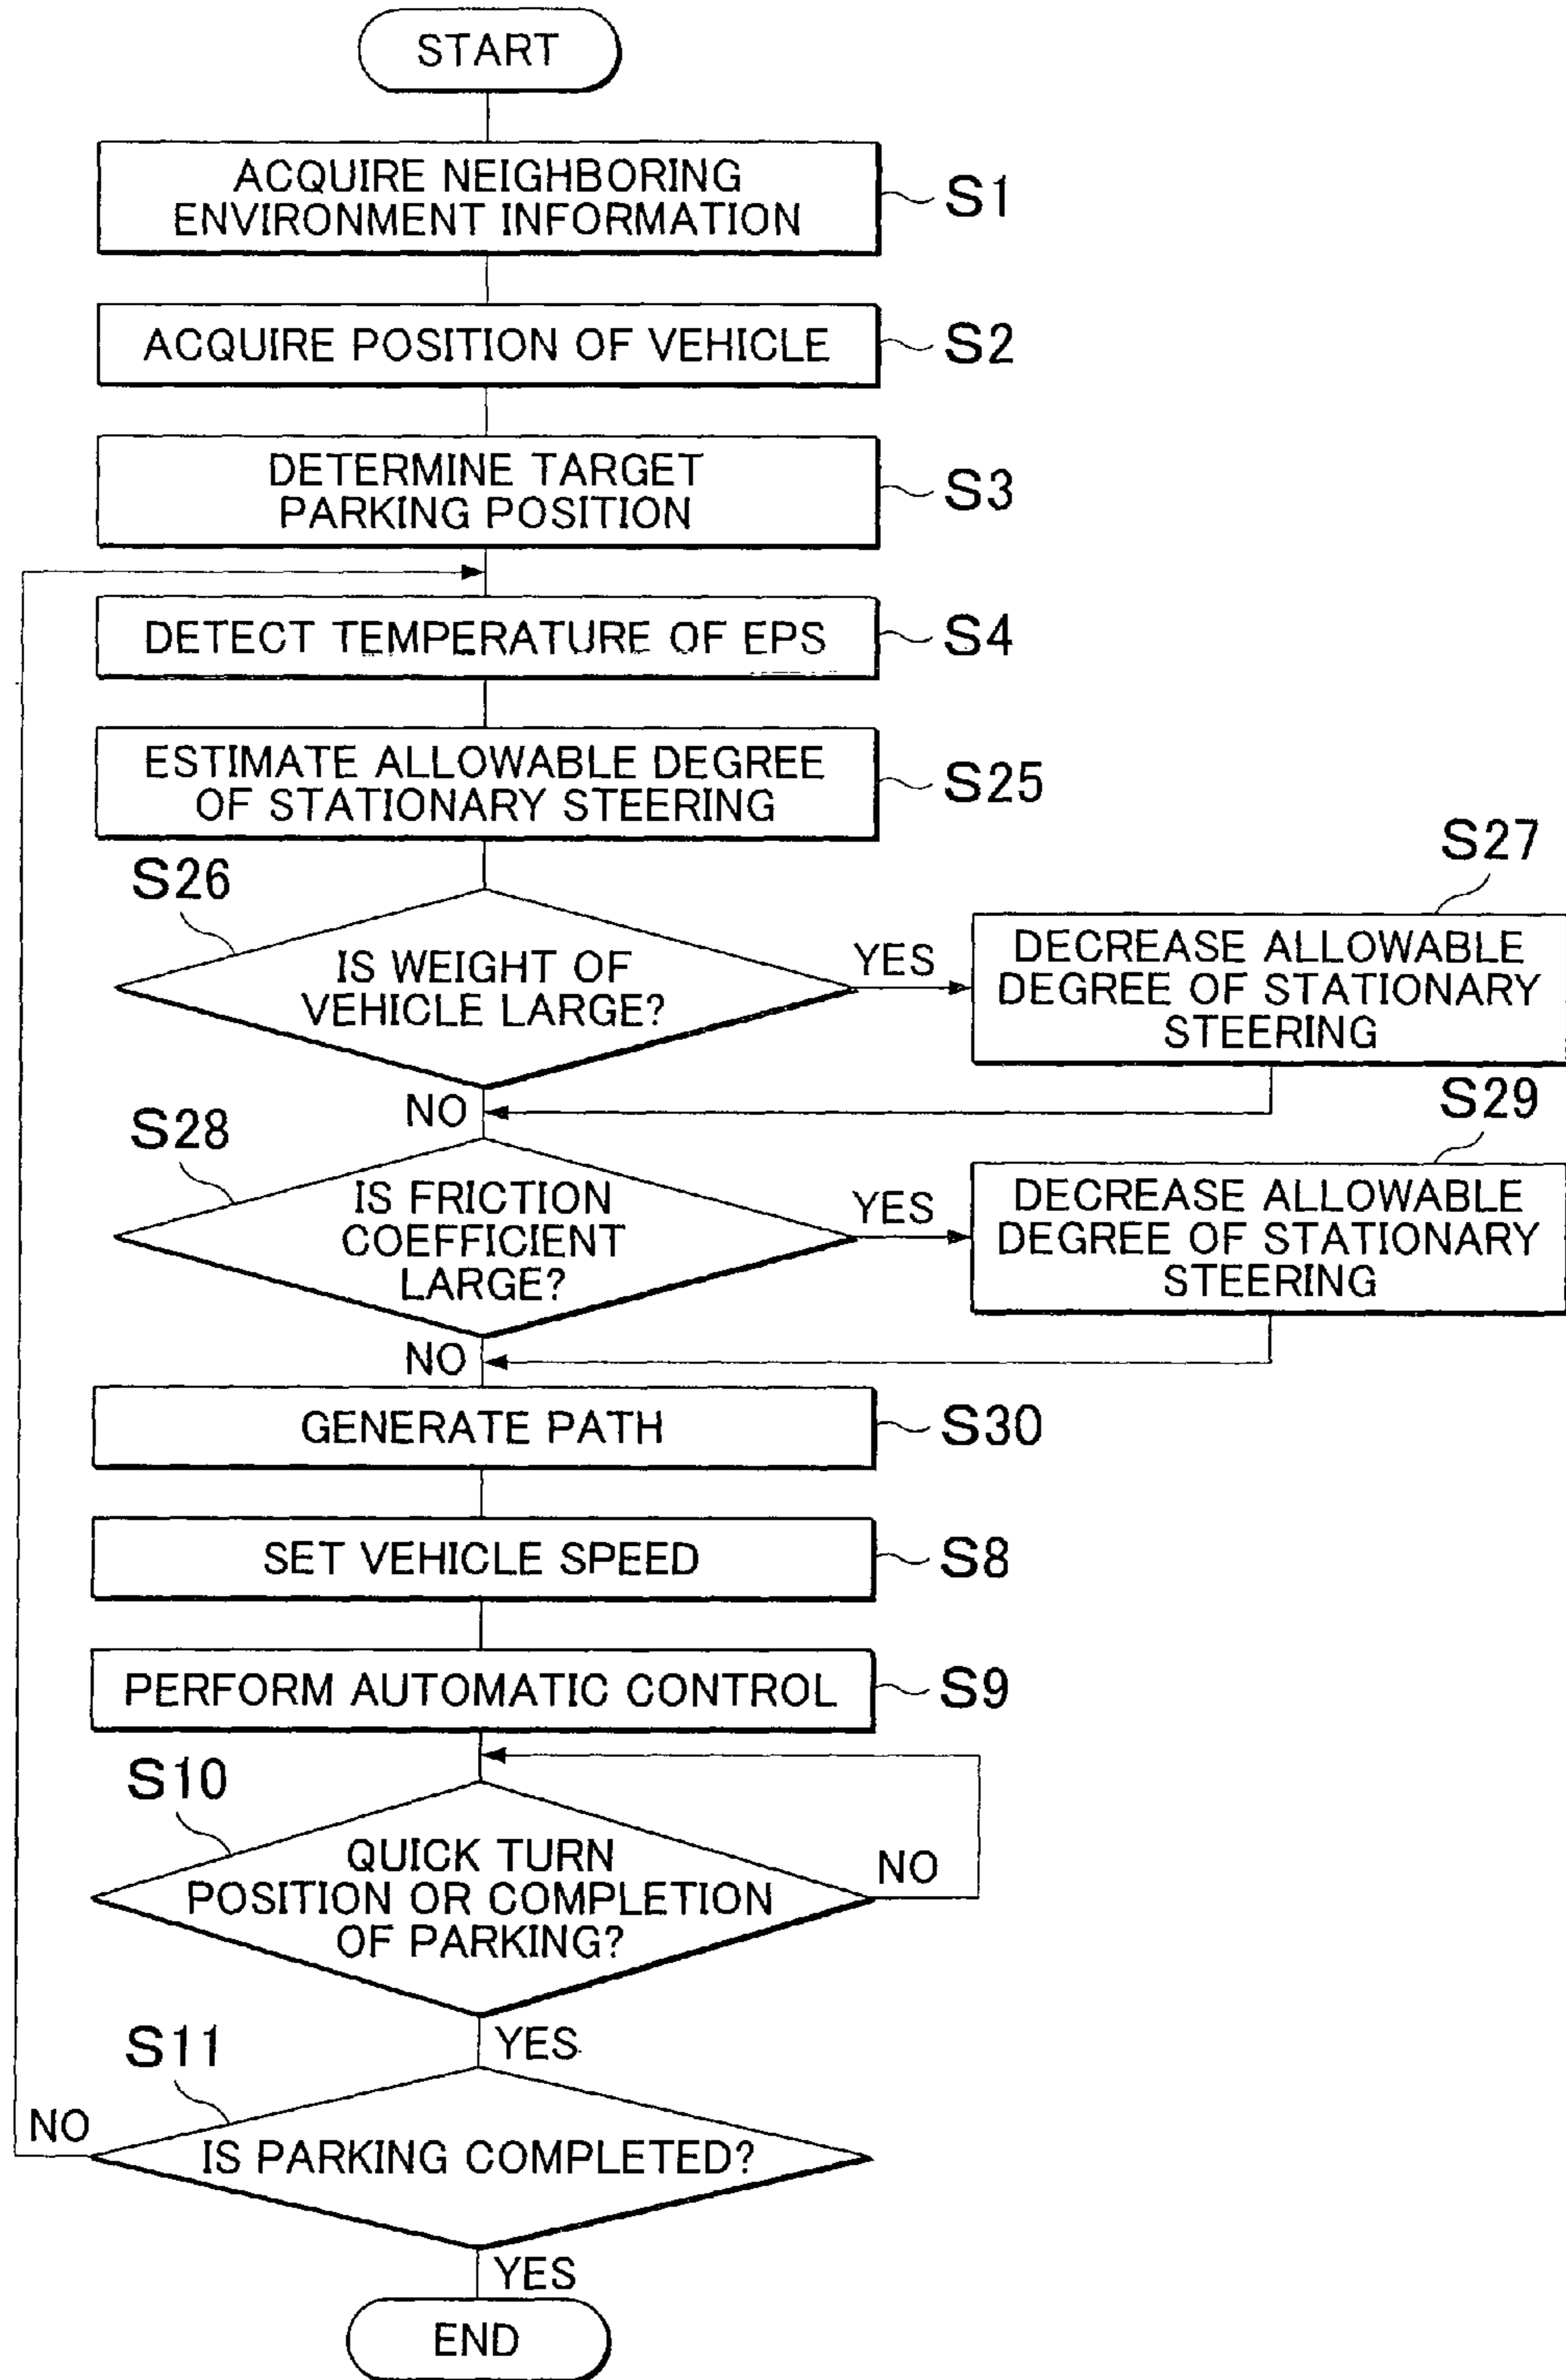 START
ACQUIRE NEIGHBORING
ENVIRONMENT INFORMATION
S1
ACQUIRE POSITION OF VEHICLE
S2
DETERMINE TARGET
PARKING POSITION
S3
DETECT TEMPERATURE OF EPS
S4
ESTIMATE ALLOWABLE DEGREE
OF STATIONARY STEERING
S25
S26
IS WEIGHT OF
VEHICLE LARGE?
YES
S27
DECREASE ALLOWABLE
DEGREE OF STATIONARY
STEERING
NO
S28
IS FRICTION
COEFFICIENT
LARGE?
YES
S29
DECREASE ALLOWABLE
DEGREE OF STATIONARY
STEERING
NO
GENERATE PATH
S30
SET VEHICLE SPEED
S8
PERFORM AUTOMATIC CONTROL
S9
S10
QUICK TURN
POSITION OR COMPLETION
OF PARKING?
NO
YES
S11
IS PARKING COMPLETED?
NO
YES
END